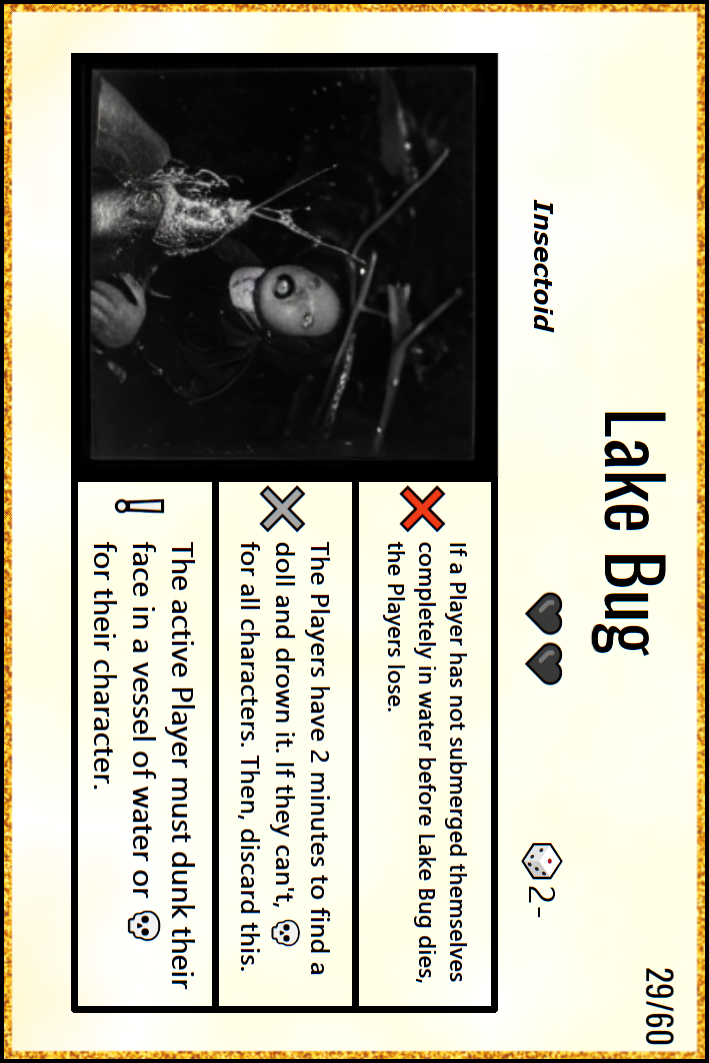 Lake Bug
29/60
Insectoid
2-
If a Player has not submerged themselves
completely in water before Lake Bug dies,
the Players lose.
The Players have 2 minutes to find a
doll and drown it. If they can't,
for all characters. Then, discard this.
The active Player must dunk their
face in a vessel of water or
for their character.